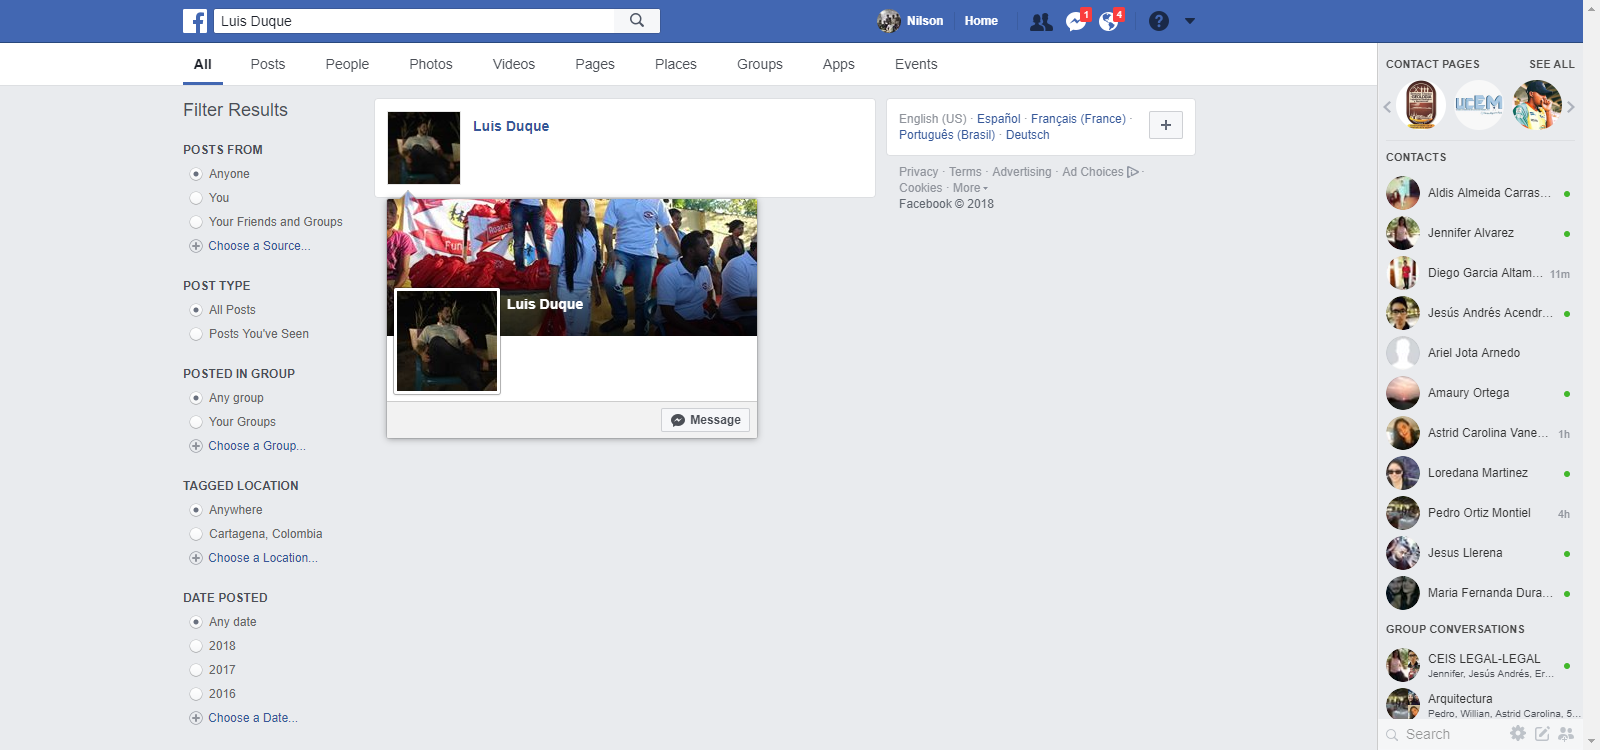 Luis Duque
Nilson
Home
1
4
All
Posts
People
Photos
Videos
Pages
Places
Groups
Apps
Events
Filter Results
POSTS FROM
Anyone
You
Your Friends and Groups
Choose a Source...
POST TYPE
All Posts
Posts You've Seen
POSTED IN GROUP
Any group
Your Groups
Choose a Group...
TAGGED LOCATION
Anywhere
Cartagena, Colombia
Choose a Location...
DATE POSTED
Any date
2018
2017
2016
Choose a Date...
Luis Duque
Luis Duque
Message
English (US) · Español · Français (France) ·
Português (Brasil) · Deutsch
Privacy · Terms · Advertising · Ad Choices ·
Cookies · More
Facebook © 2018
CONTACT PAGES
SEE ALL
UCEM
CONTACTS
Aldis Almeida Carras...
Jennifer Alvarez
Diego Garcia Altam... 11m
Jesús Andrés Acendr...
Ariel Jota Arnedo
Amaury Ortega
Astrid Carolina Vane... 1h
Loredana Martinez
Pedro Ortiz Montiel 4h
Jesus Llerena
Maria Fernanda Dura...
GROUP CONVERSATIONS
CEIS LEGAL-LEGAL
Jennifer, Jesús Andrés, Er...
Arquitectura
Pedro, Willian, Astrid Carolina, 5...
Search